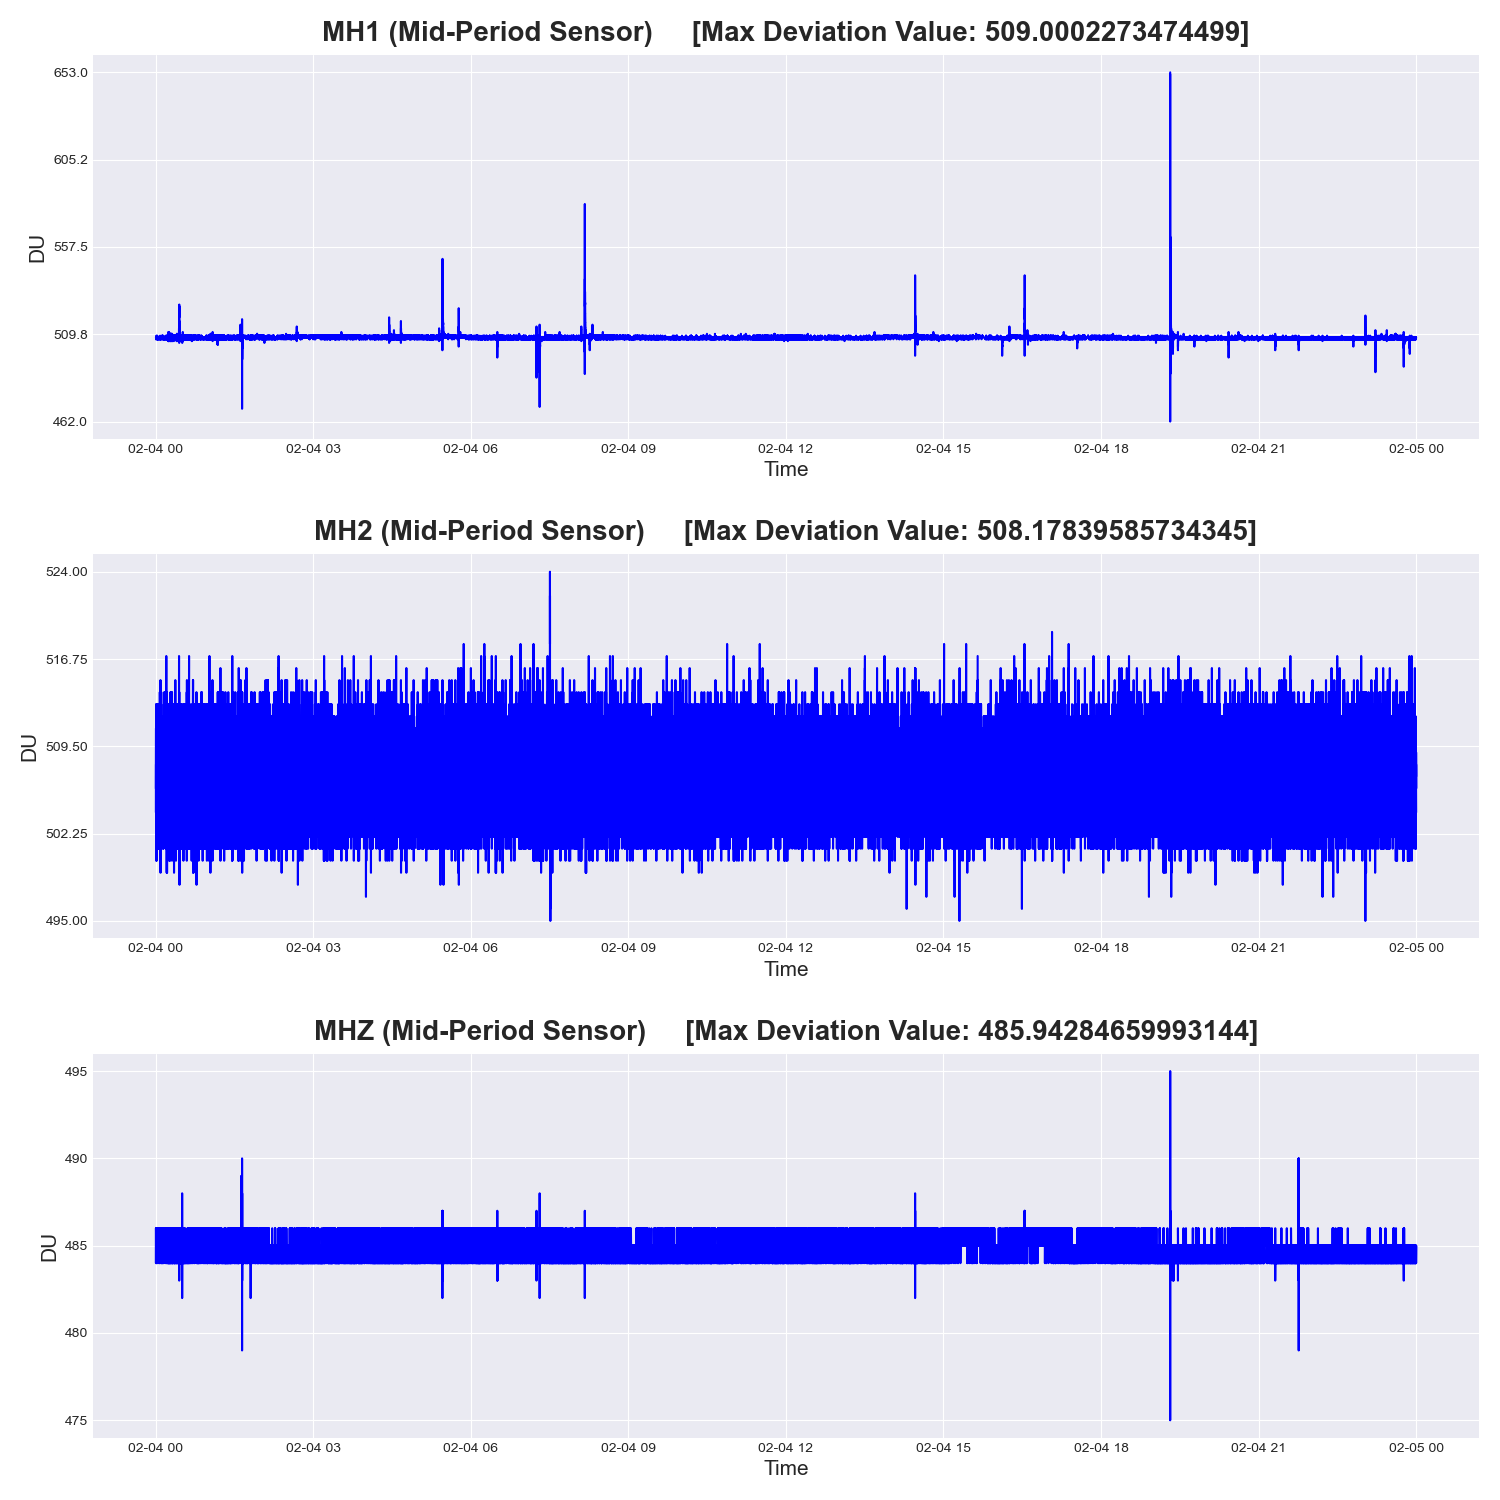 MH1 (Mid-Period Sensor) [Max Deviation Value: 509.0002273474499]
653.0
605.2
557.5
509.8
462.0
DU
02-04 00 02-04 03 02-04 06 02-04 09 02-04 12 02-04 15 02-04 18 02-04 21 02-05 00
Time
MH2 (Mid-Period Sensor) [Max Deviation Value: 508.17839585734345]
524.00
516.75
509.50
502.25
495.00
DU
02-04 00 02-04 03 02-04 06 02-04 09 02-04 12 02-04 15 02-04 18 02-04 21 02-05 00
Time
MHZ (Mid-Period Sensor) [Max Deviation Value: 485.94284659993144]
495
490
485
480
475
DU
02-04 00 02-04 03 02-04 06 02-04 09 02-04 12 02-04 15 02-04 18 02-04 21 02-05 00
Time